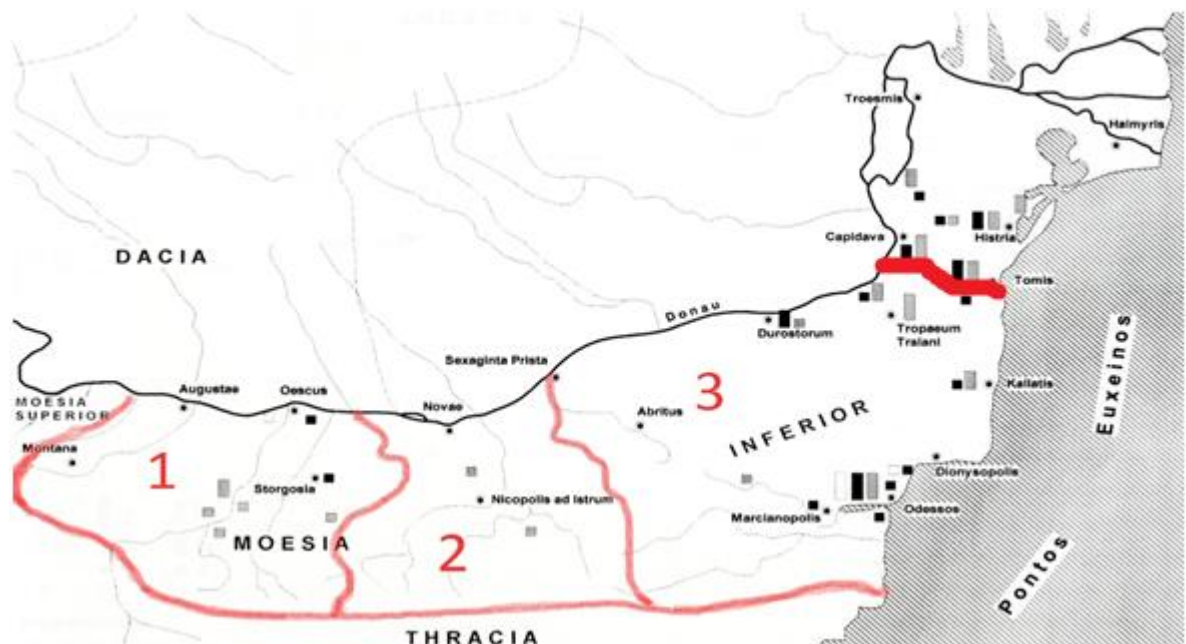 Troesmis
Halmyris
Capidava
Histria
DACIA
Tomis
Donau
Durostorum
Tropaeum
Traiani
Sexaginta Prista
Euxeinos
Augustae
Oescus
MOESIA
SUPERIOR
Novae
3
Kallatis
Abritus
INFERIOR
Montana
1
Dionysopolis
Storgosia
Nicopolis ad Istrum
Marcianopolis
Odessos
MOESIA
2
Pontos
THRACIA